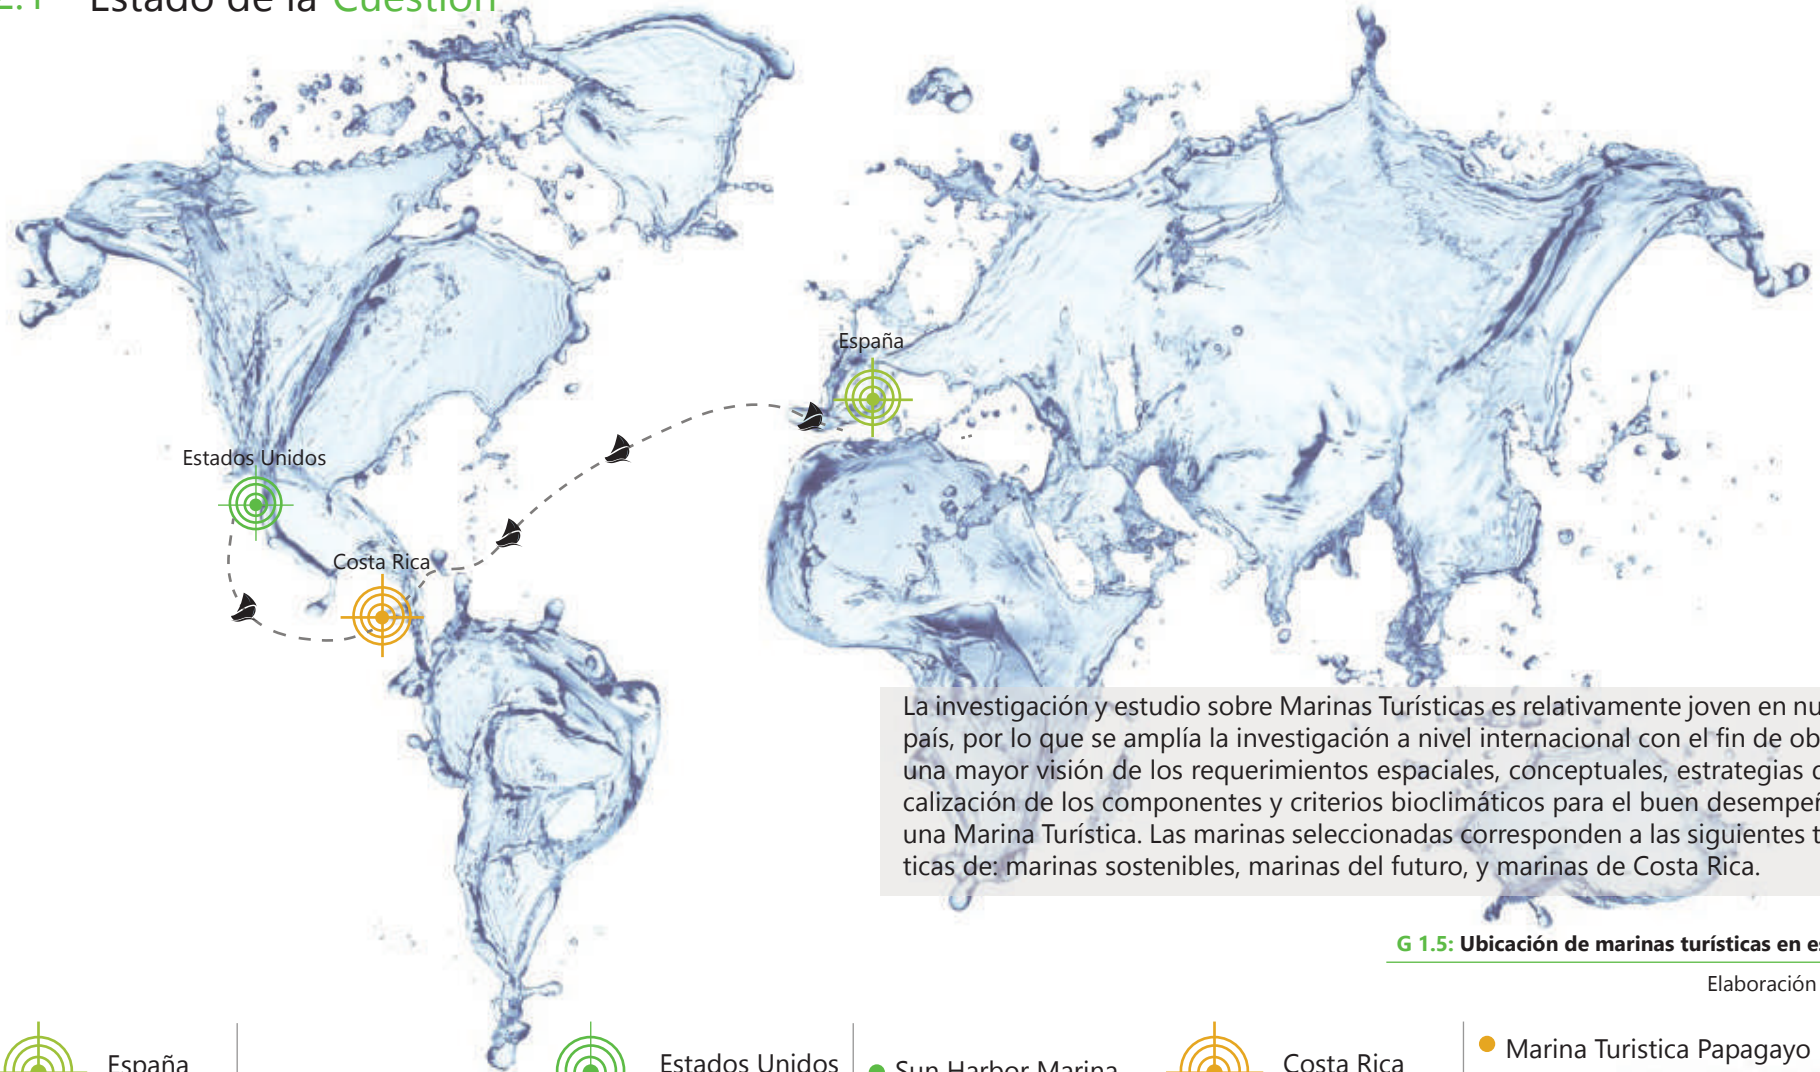 2.1 Estado de la Cuestión
España
Estados Unidos
Costa Rica
La investigación y estudio sobre Marinas Turísticas es relativamente joven en nu
país, por lo que se amplía la investigación a nivel internacional con el fin de ob
una mayor visión de los requerimientos espaciales, conceptuales, estrategias
calización de los componentes y criterios bioclimáticos para el buen desempeñ
una Marina Turística. Las marinas seleccionadas corresponden a las siguientes t
ticas de: marinas sostenibles, marinas del futuro, y marinas de Costa Rica.
G 1.5: Ubicación de marinas turísticas en es
Elaboración
España
Estados Unidos
Sun Harbor Marina
Costa Rica
Marina Turistica Papagayo